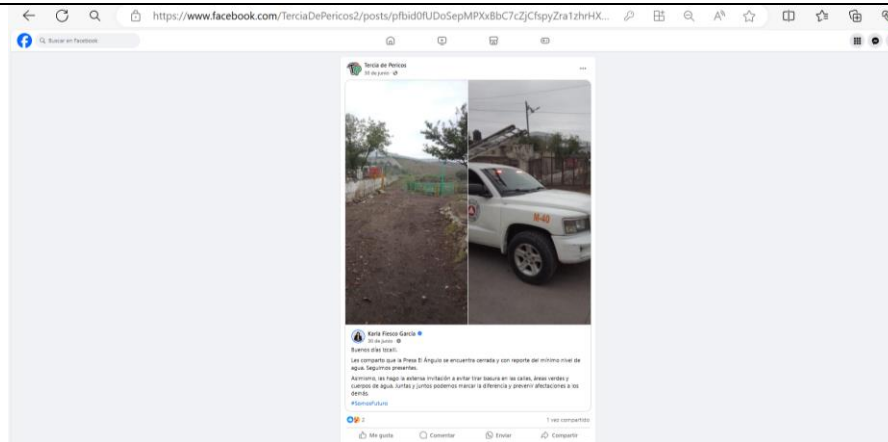 https://www.facebook.com/TerciaDePericos2/posts/pfbid0fUDoSepMPXxBbC7cZjCfspyZra1zhrHX...
Buscar en Facebook
Tercia de Pericos
30 de junio
M-40
Karla Fiesco García
30 de junio
Buenos días Izcalli.
Les comparto que la Presa El Ángulo se encuentra cerrada y con reporte del mínimo nivel de
agua. Seguimos presentes.
Asimismo, les hago la extensa invitación a evitar tirar basura en las calles, áreas verdes y
cuerpos de agua. Juntas y juntos podemos marcar la diferencia y prevenir afectaciones a los
demás.
#SomosFuturo
2
1 vez compartido
Me gusta
Comentar
Enviar
Compartir